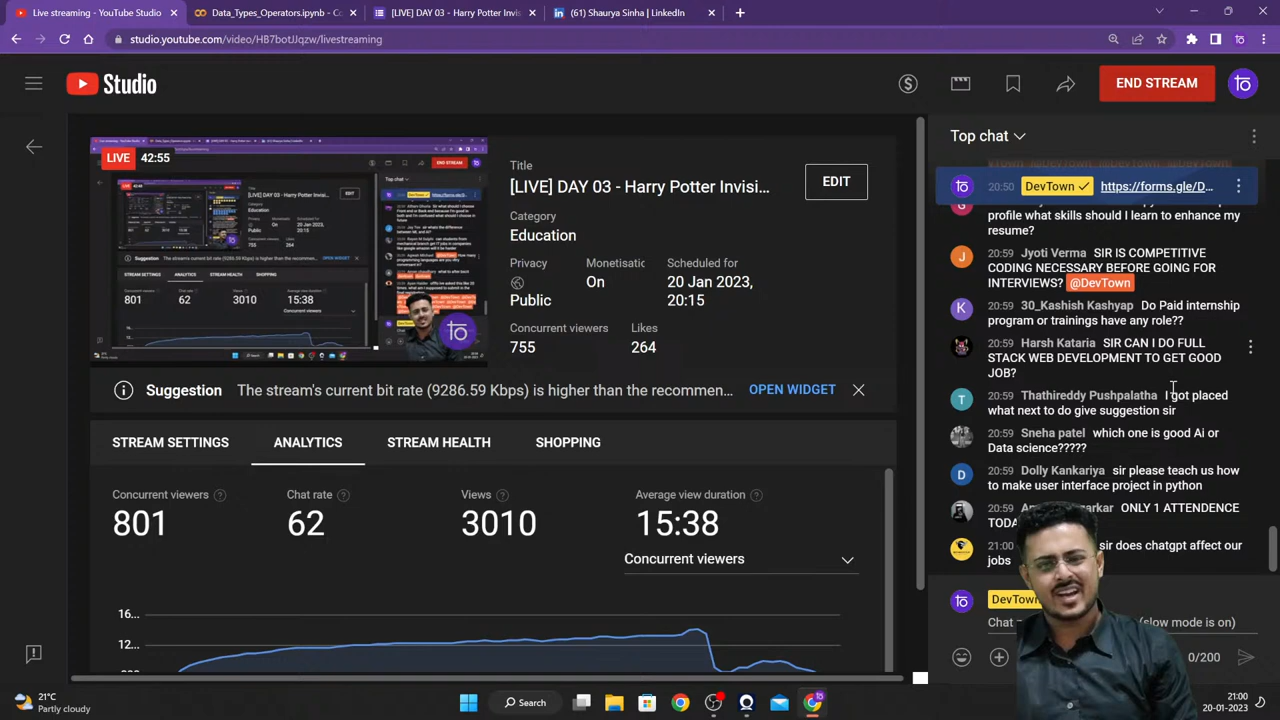 Live streaming - YouTube Studio
Data_Types_Operators.ipynb - C
[LIVE] DAY 03 - Harry Potter Invis
(61) Shaurya Sinha | LinkedIn
studio.youtube.com/video/HB7botJJqzw/livestreaming
Studio
END STREAM
Top chat
LIVE 42:55
Title
[LIVE] DAY 03 - Harry Potter Invisi...
EDIT
Category
Education
Privacy
Public
Monetisatic
On
Scheduled for
20 Jan 2023,
20:15
Concurrent viewers
755
Likes
264
Suggestion The stream's current bit rate (9286.59 Kbps) is higher than the recommen...
OPEN WIDGET
STREAM SETTINGS
ANALYTICS
STREAM HEALTH
SHOPPING
Concurrent viewers
801
Chat rate
62
Views
3010
Average view duration
15:38
Concurrent viewers
16...
12...
20:50 DevTown https://forms.gle/D...
profile what skills should I learn to enhance my
resume?
20:59 Jyoti Verma SIR IS COMPETITIVE
CODING NECESSARY BEFORE GOING FOR
INTERVIEWS? @DevTown
20:59 30_Kashish Kashyap Do Paid internship
program or trainings have any role??
20:59 Harsh Kataria SIR CAN I DO FULL
STACK WEB DEVELOPMENT TO GET GOOD
JOB?
20:59 Thathireddy Pushpalatha I got placed
what next to do give suggestion sir
20:59 Sneha patel which one is good Ai or
Data science?????
20:59 Dolly Kankariya sir please teach us how
to make user interface project in python
20:59 ONLY 1 ATTENDENCE
21:00 sir does chatgpt affect our
jobs
(slow mode is on)
0/200
21°C
Partly cloudy
Search
21:00
20-01-2023